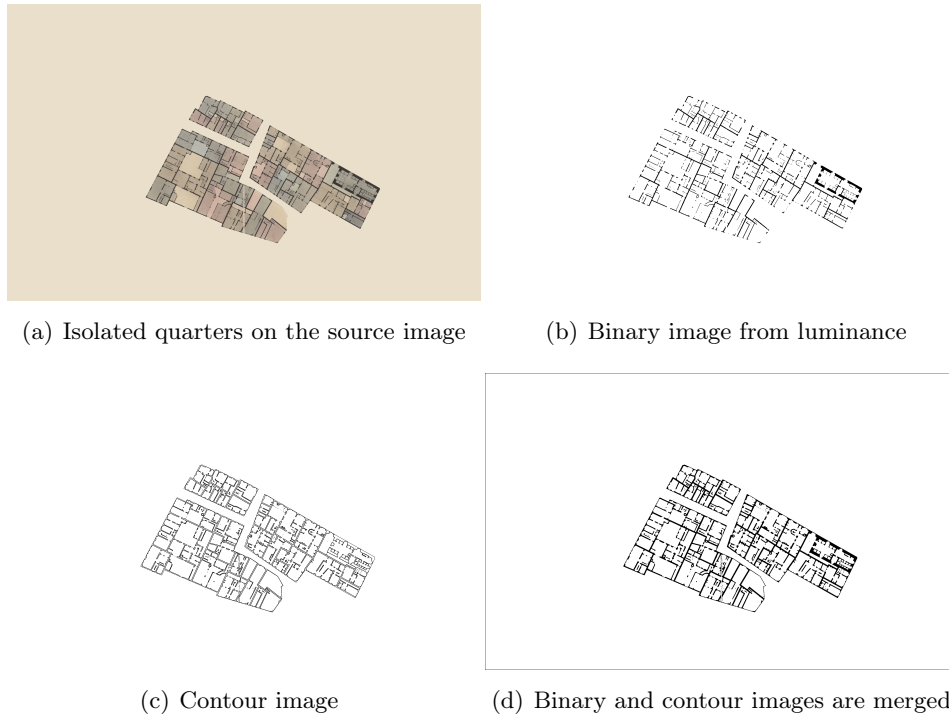 (a) Isolated quarters on the source image
(b) Binary image from luminance
(c) Contour image
(d) Binary and contour images are merged